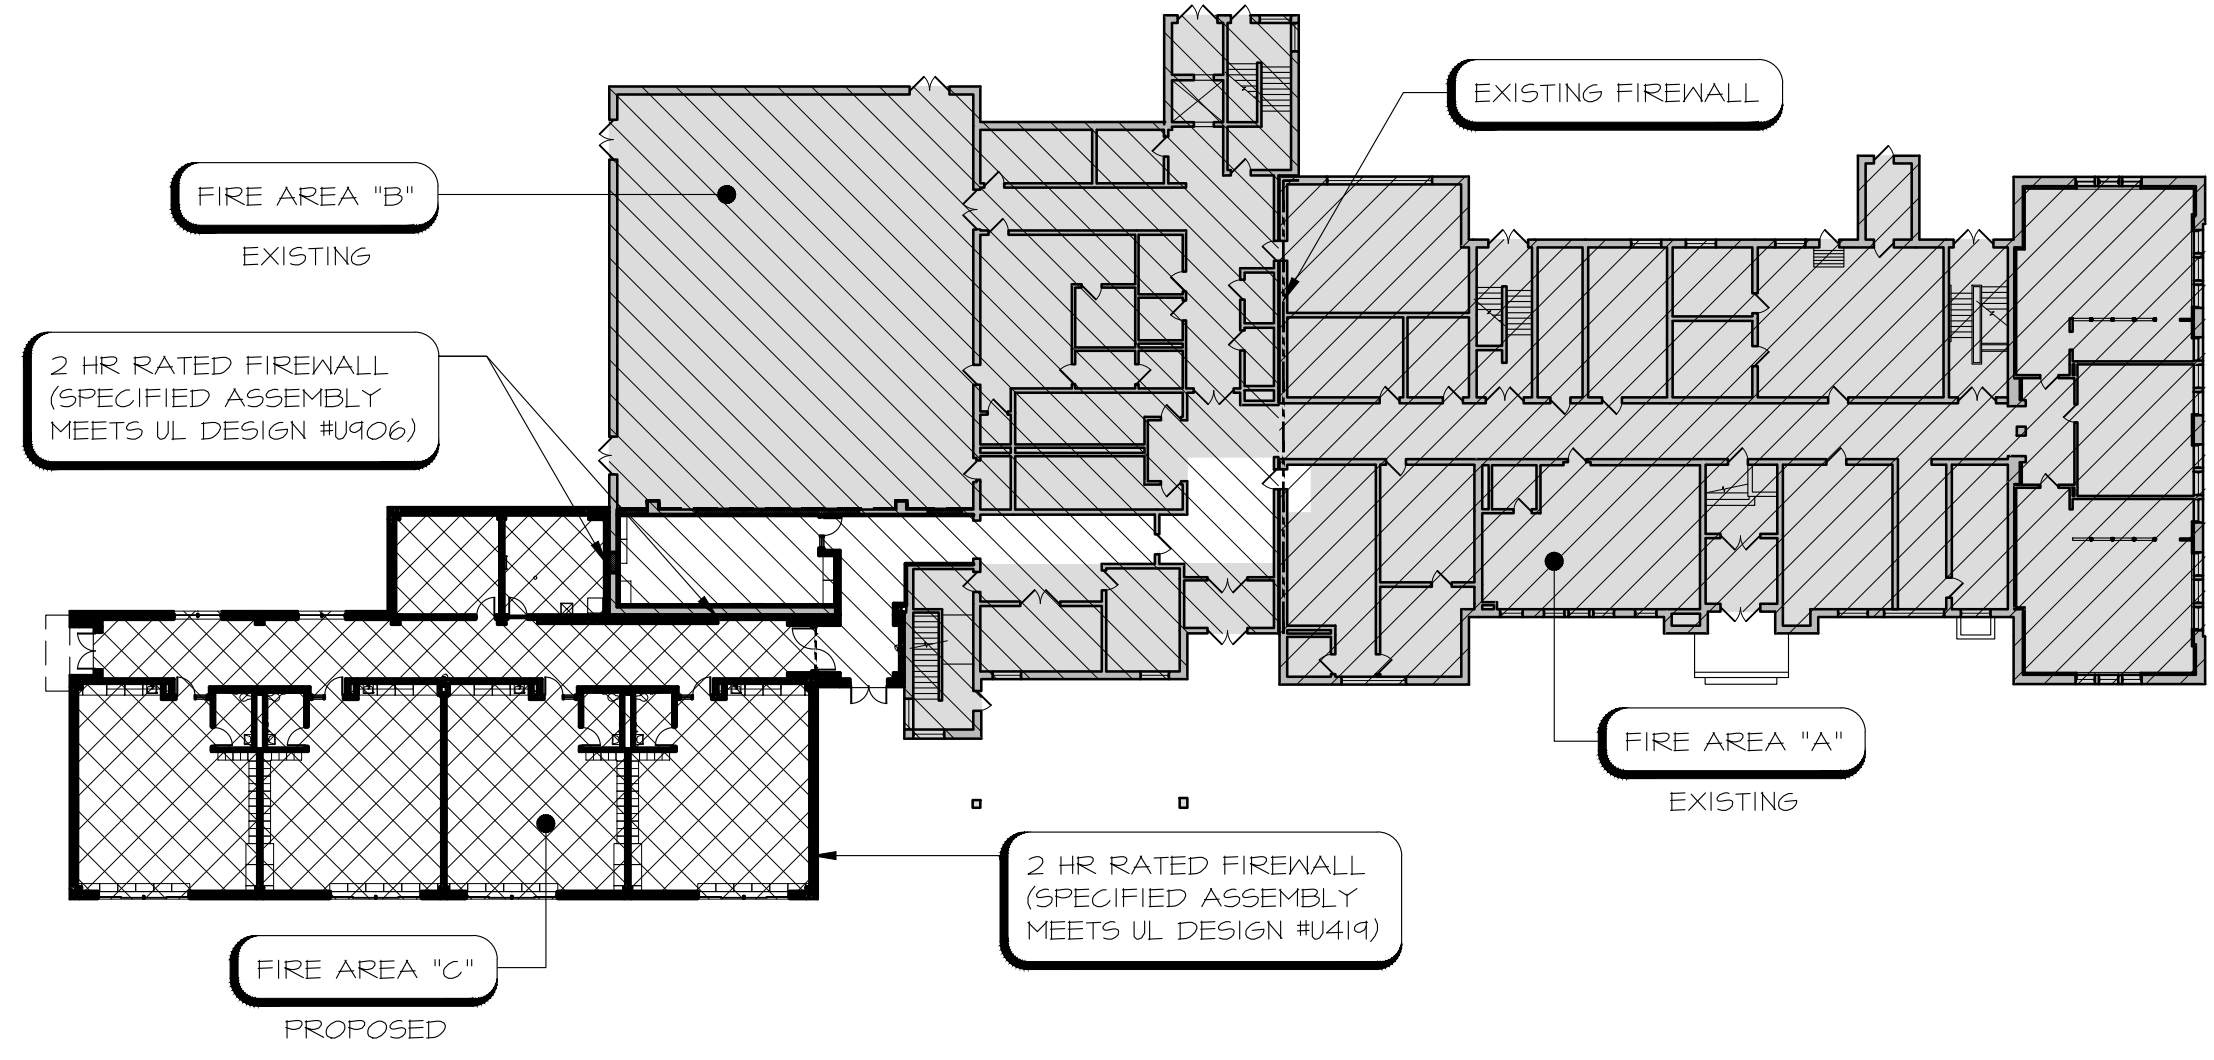 EXISTING FIREWALL
FIRE AREA "B"
EXISTING
2 HR RATED FIREWALL
(SPECIFIED ASSEMBLY
MEETS UL DESIGN #U906)
FIRE AREA "A"
EXISTING
2 HR RATED FIREWALL
(SPECIFIED ASSEMBLY
MEETS UL DESIGN #U419)
FIRE AREA "C"
PROPOSED